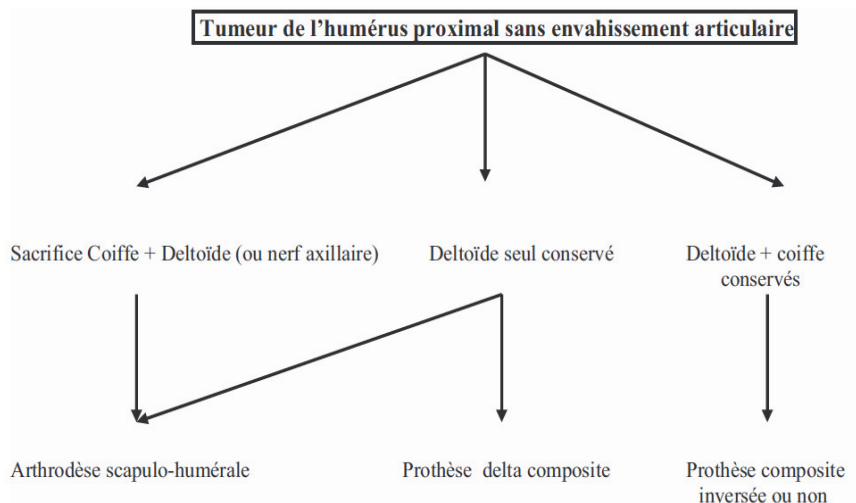 Tumeur de l’humérus proximal sans envahissement articulaire
Sacrifice Coiffe + Deltoïde (ou nerf axillaire)
Deltoïde seul conservé
Deltoïde + coiffe
conservés
Arthrodèse scapulo-humérale
Prothèse delta composite
Prothèse composite
inversée ou non